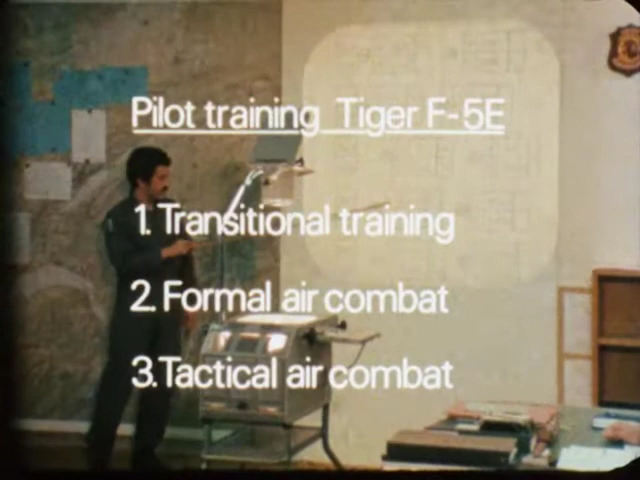 Pilot training Tiger F-5E
1. Transitional training
2. Formal air combat
3. Tactical air combat